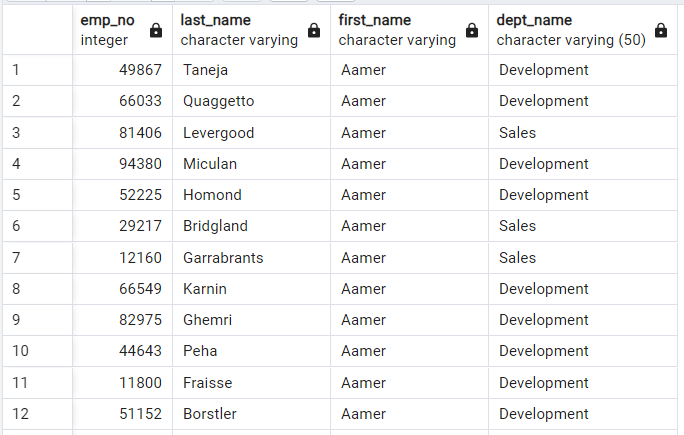 emp_no last_name first_name dept_name
integer character varying character varying character varying (50)
1 49867 Taneja Aamer Development
2 66033 Quaggetto Aamer Development
3 81406 Levergood Aamer Sales
4 94380 Miculan Aamer Development
5 52225 Homond Aamer Development
6 29217 Bridgland Aamer Sales
7 12160 Garrabrants Aamer Sales
8 66549 Karnin Aamer Development
9 82975 Ghemri Aamer Development
10 44643 Peha Aamer Development
11 11800 Fraisse Aamer Development
12 51152 Borstler Aamer Development